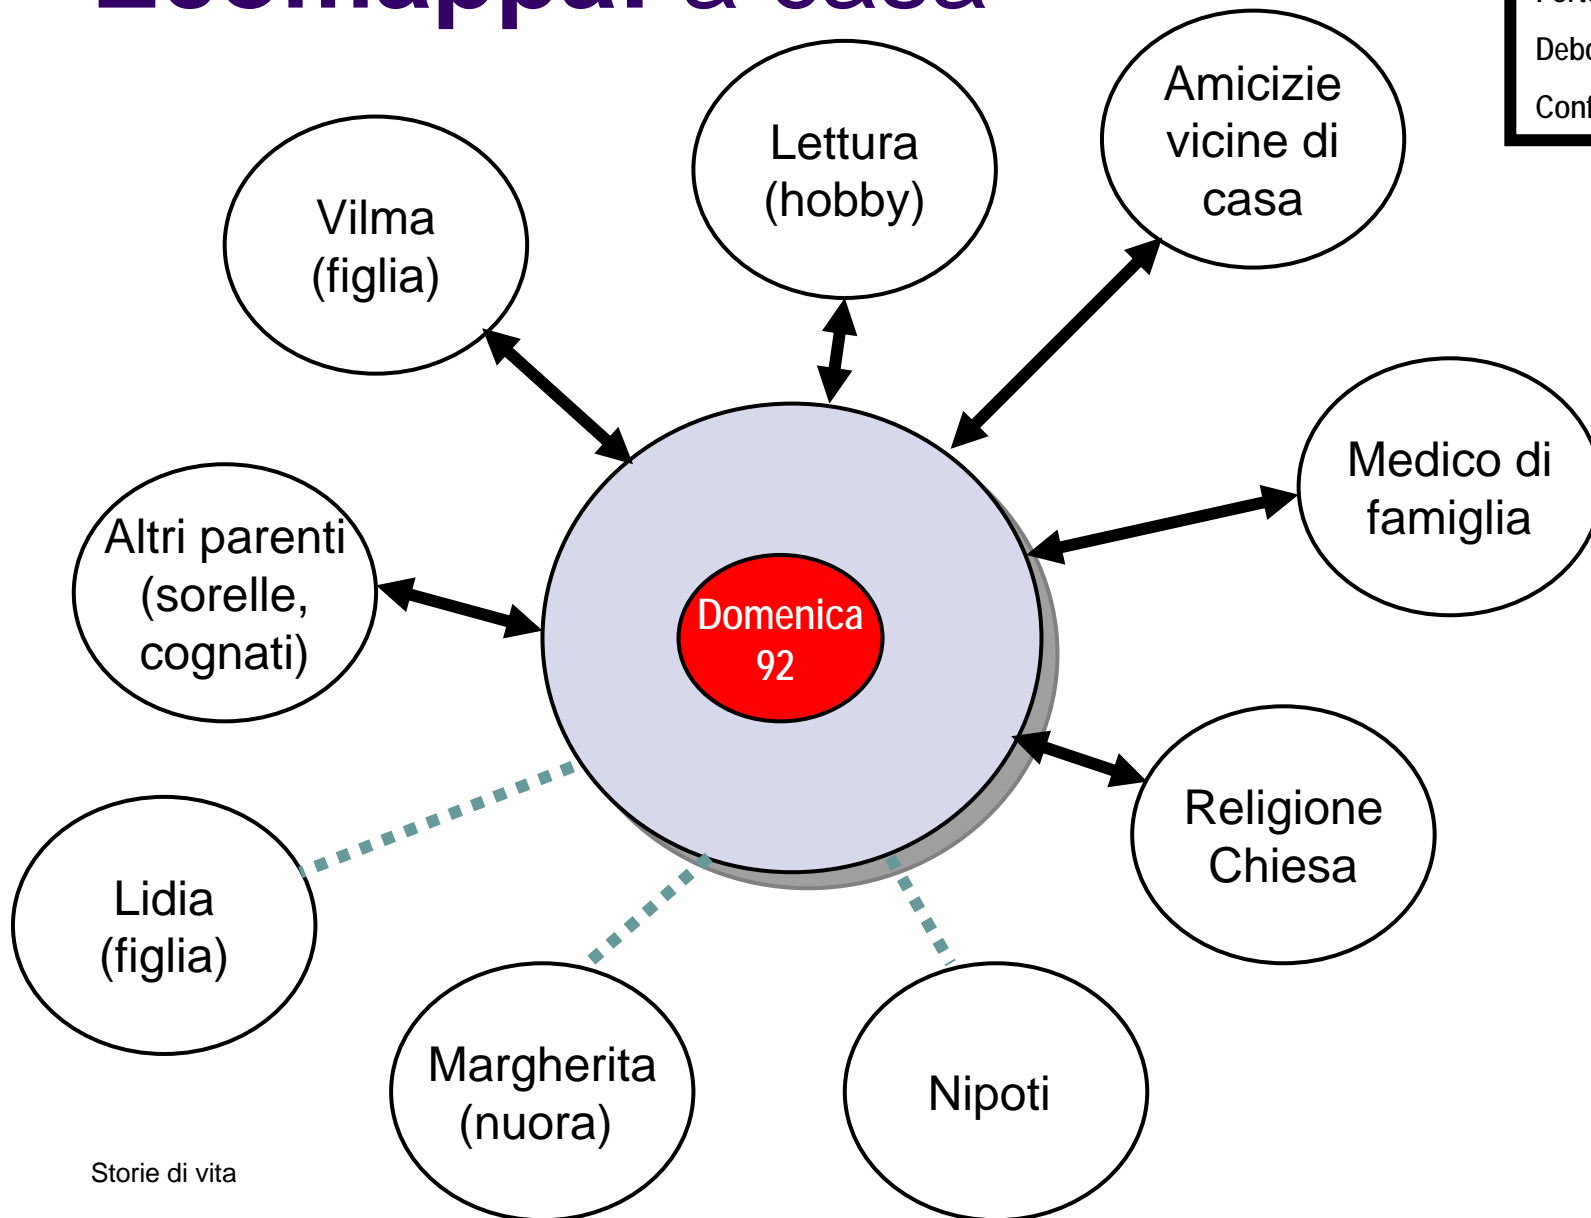 a casa
Lettura
(hobby)
Amicizie
vicine di
casa
Vilma
(figlia)
Medico di
famiglia
Altri parenti
(sorelle,
cognati)
Domenica
92
Religione
Chiesa
Lidia
(figlia)
Margherita
(nuora)
Nipoti
Storie di vita